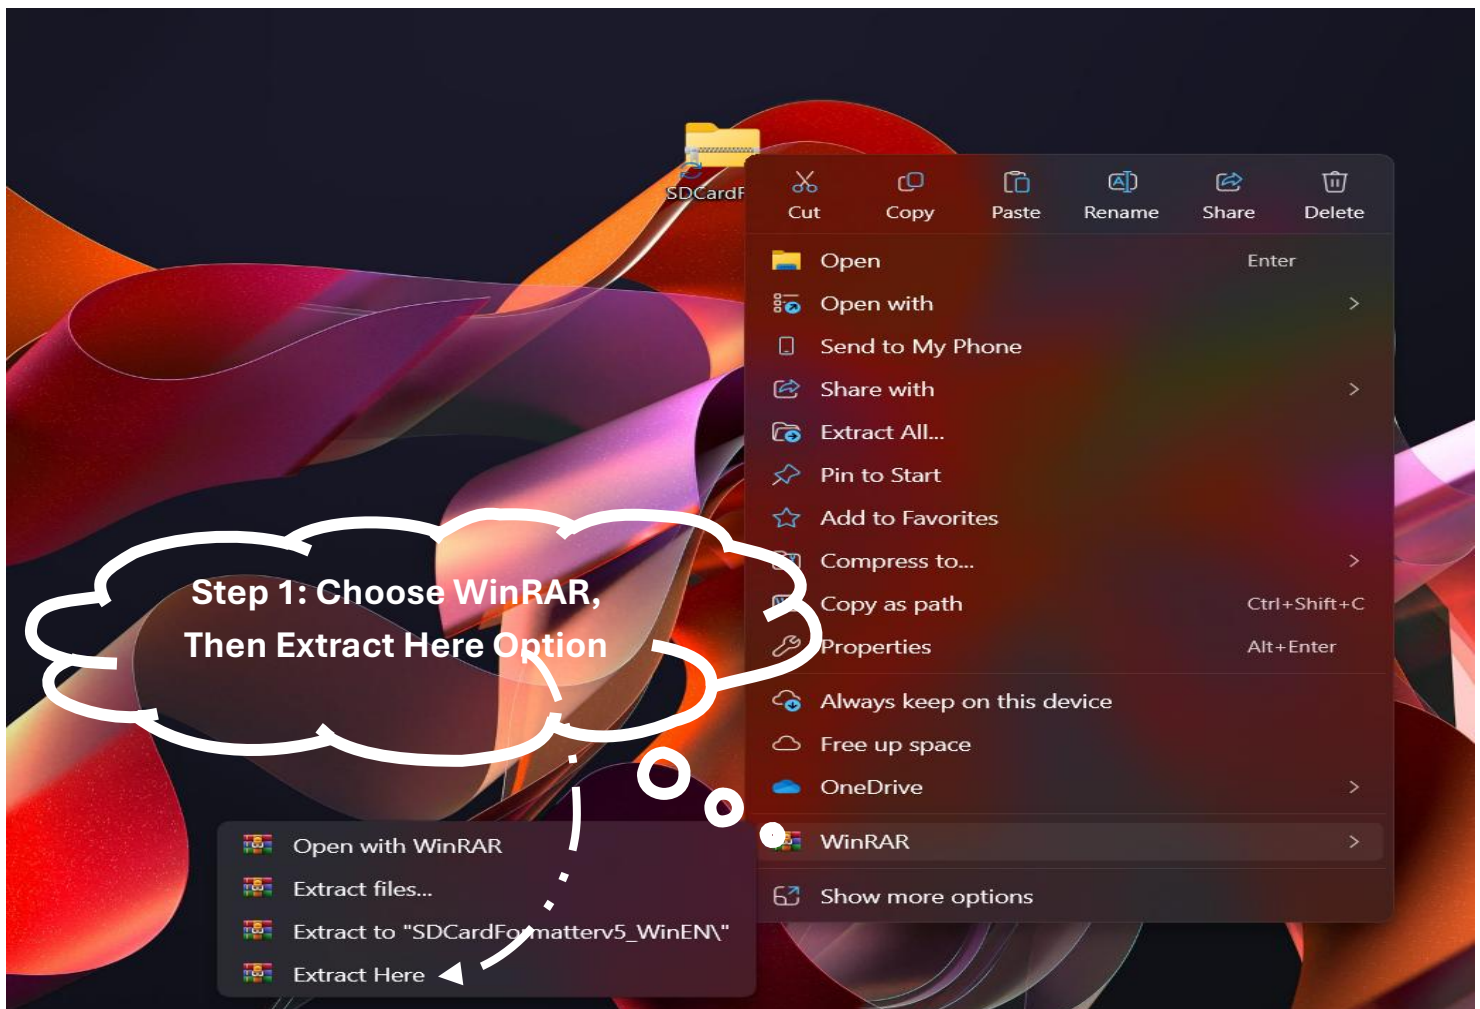 SDCardF
Cut Copy Paste Rename Share Delete
Open Enter
Open with
Send to My Phone
Share with
Extract All...
Pin to Start
Add to Favorites
Compress to...
Copy as path Ctrl+Shift+C
Properties Alt+Enter
Always keep on this device
Free up space
OneDrive
WinRAR
Show more options
Step 1: Choose WinRAR,
Then Extract Here Option
Open with WinRAR
Extract files...
Extract to "SDCardFormatterv5_WinEN\"
Extract Here